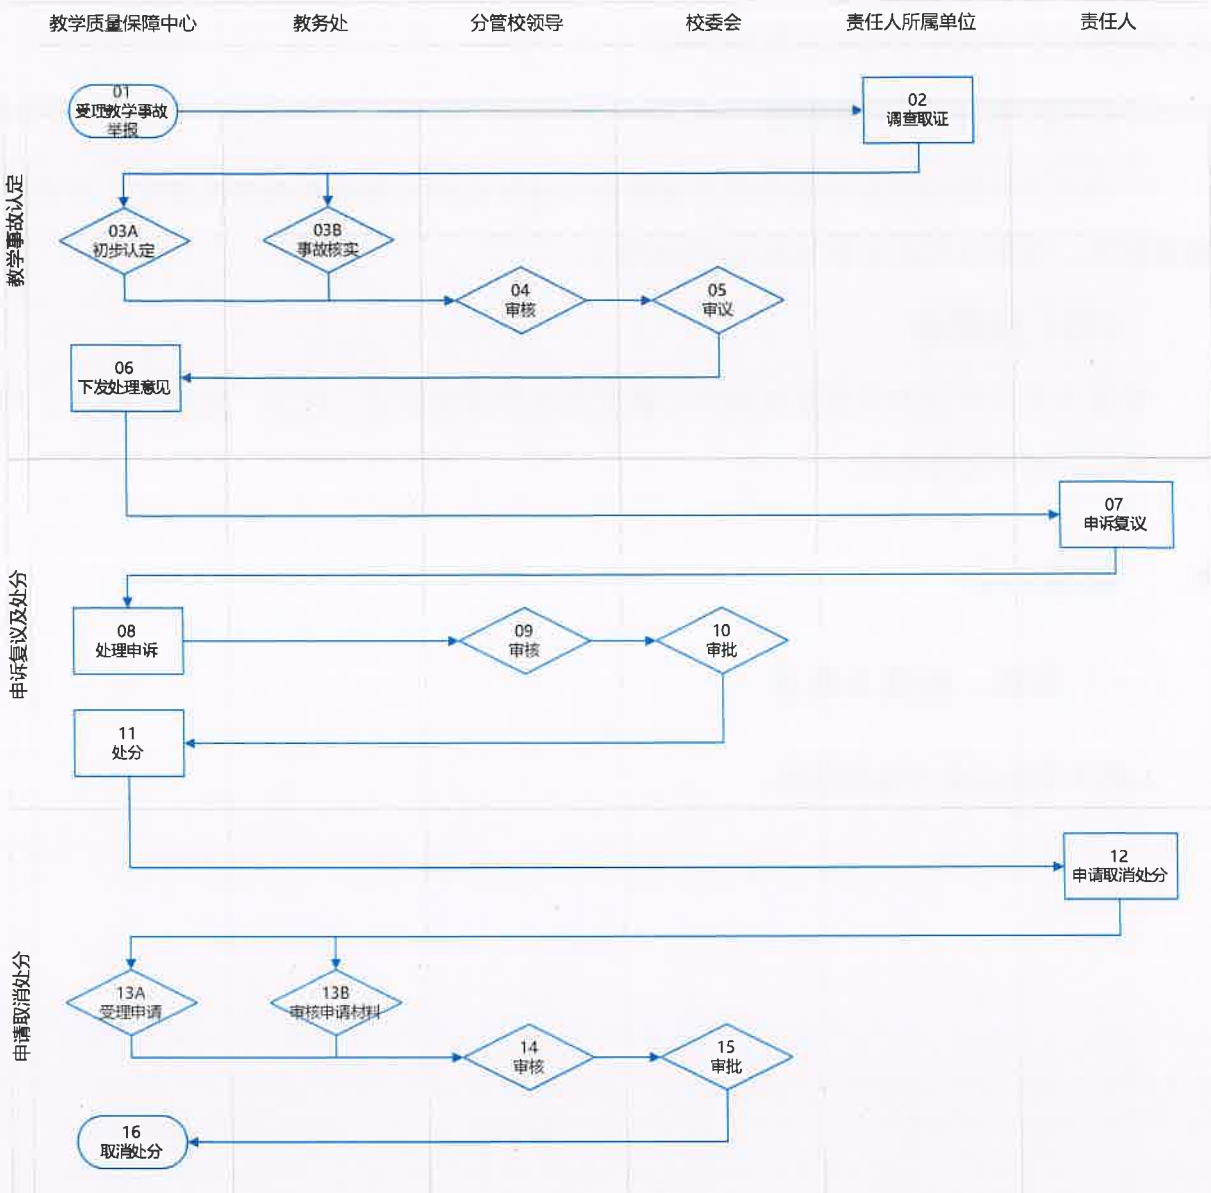 教学质量保障中心
教务处
分管校领导
校委会
责任人所属单位
责任人
教学事故认定
01
受理教学事故
举报
02
调查取证
03A
初步认定
03B
事故核实
04
审核
05
审议
06
下发处理意见
申诉复议及处分
07
申诉复议
08
处理申诉
09
审核
10
审批
11
处分
申请取消处分
12
申请取消处分
13A
受理申请
13B
审核申请材料
14
审核
15
审批
16
取消处分